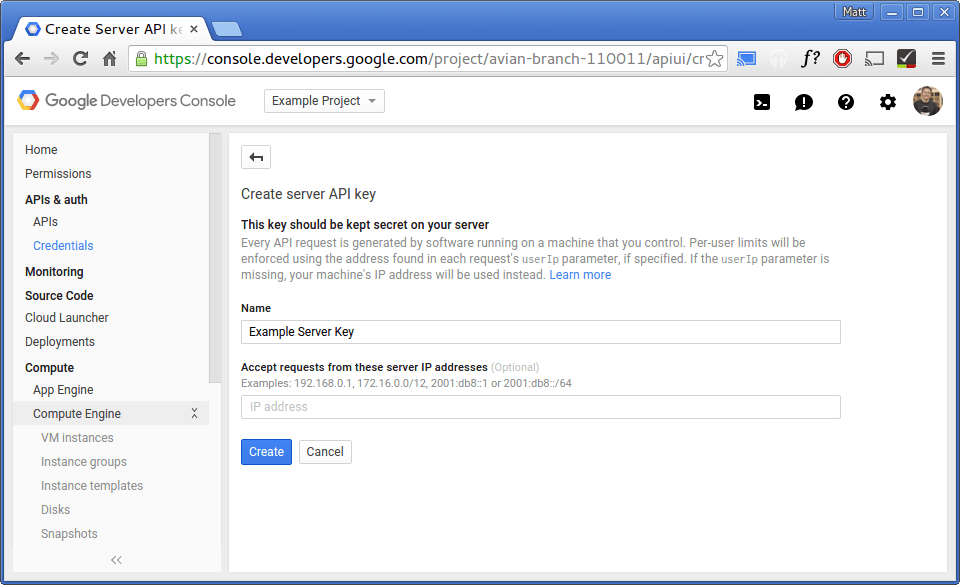 Matt
Create Server API ke
https://console.developers.google.com/project/avian-branch-110011/apiui/cr
f?
Google Developers Console
Example Project
Home
Permissions
APIs & auth
APIs
Credentials
Monitoring
Source Code
Cloud Launcher
Deployments
Compute
App Engine
Compute Engine
VM instances
Instance groups
Instance templates
Disks
Snapshots
Create server API key
This key should be kept secret on your server
Every API request is generated by software running on a machine that you control. Per-user limits will be
enforced using the address found in each request's userIp parameter, if specified. If the userIp parameter is
missing, your machine's IP address will be used instead. Learn more
Name
Example Server Key
Accept requests from these server IP addresses (Optional)
Examples: 192.168.0.1, 172.16.0.0/12, 2001:db8::1 or 2001:db8::/64
IP address
Create
Cancel